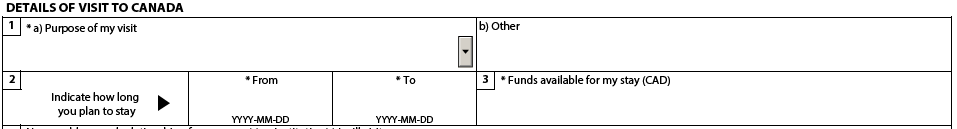 DETAILS OF VISIT TO CANADA
1 * a) Purpose of my visit
b) Other
2
Indicate how long
you plan to stay
* From
YYYY-MM-DD
* To
YYYY-MM-DD
3 * Funds available for my stay (CAD)